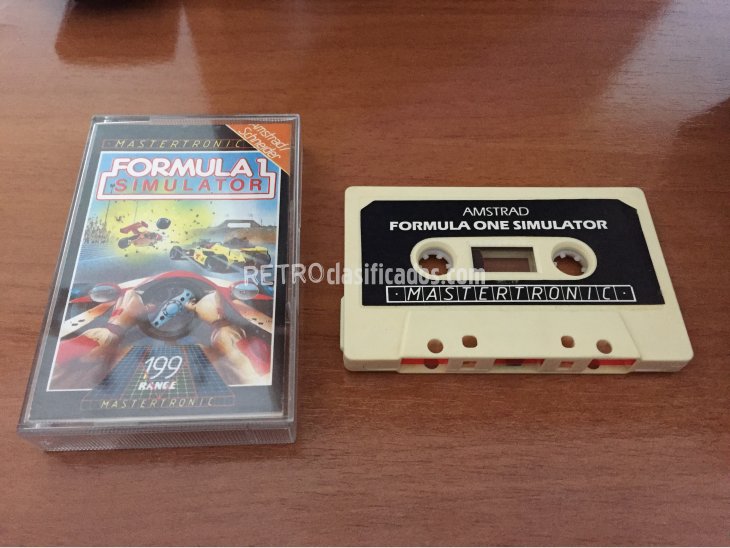 MASTERTRONIC
Amstrad/
Schneider
FORMULA 1
SIMULATOR
199
RANGE
MASTERTRONIC
AMSTRAD
FORMULA ONE SIMULATOR
·MASTERTRONIC·
RETROclasificados.com